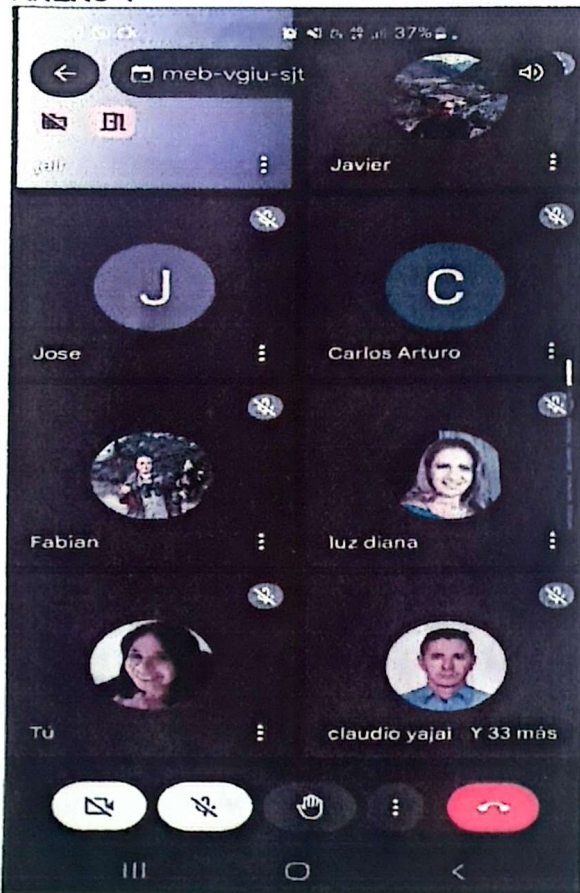 37%
meb-vgiu-sjt
Javier
J
C
Jose
Carlos Arturo
Fabian
luz diana
Tú
claudio yajai Y 33 más